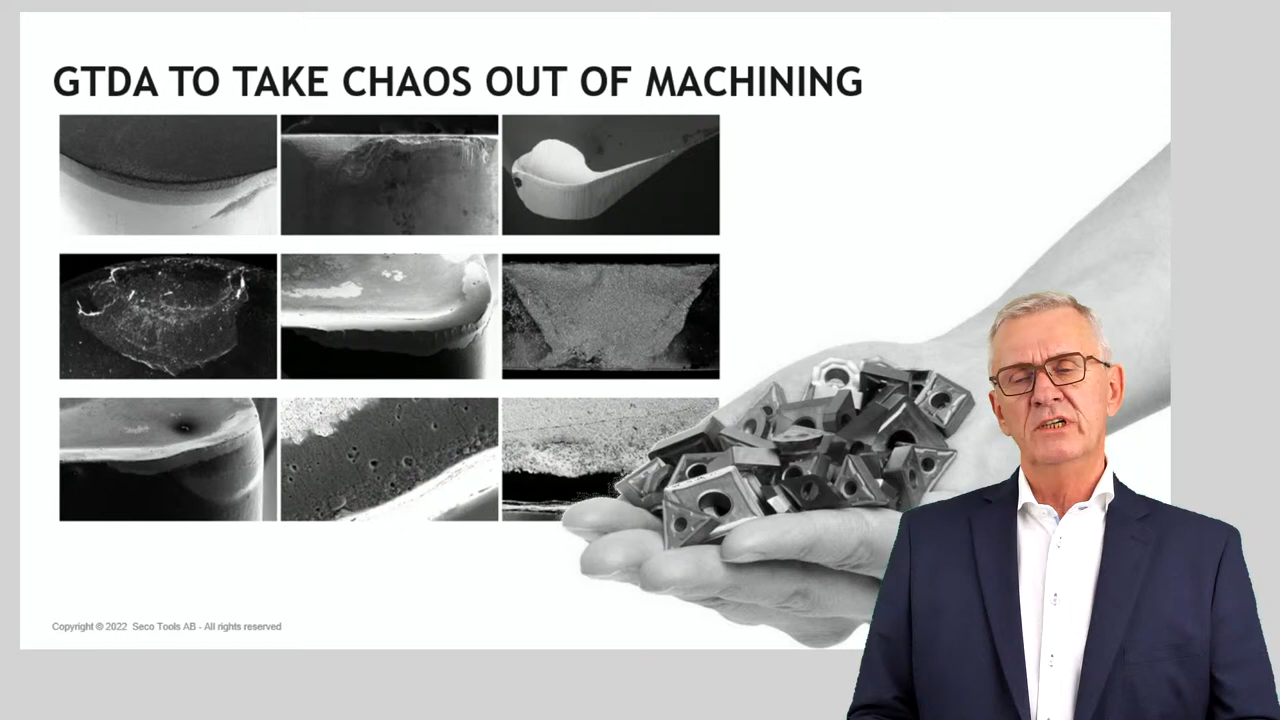 GTDA TO TAKE CHAOS OUT OF MACHINING
Copyright © 2022 Seco Tools AB - All rights reserved